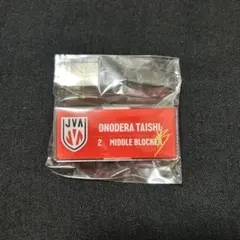 JVA
ONODERA TAISHI
2 MIDDLE BLOCKER